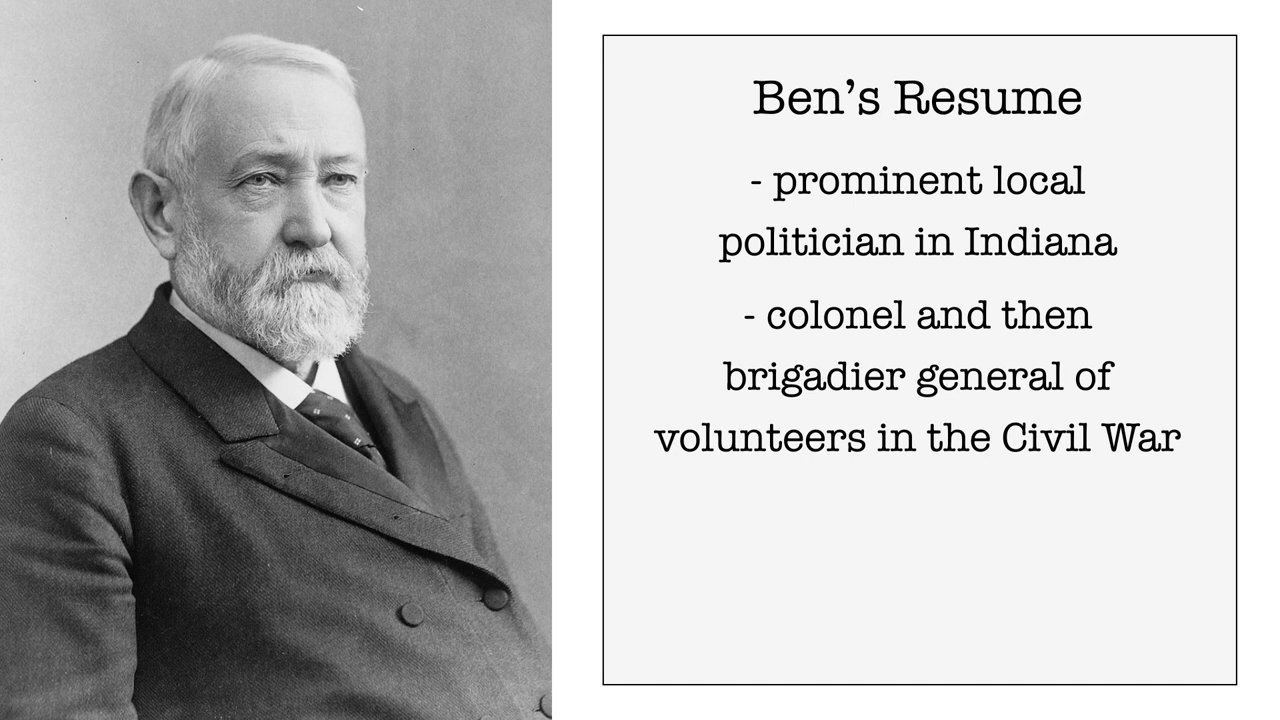 Ben’s Resume
- prominent local
politician in Indiana
- colonel and then
brigadier general of
volunteers in the Civil War